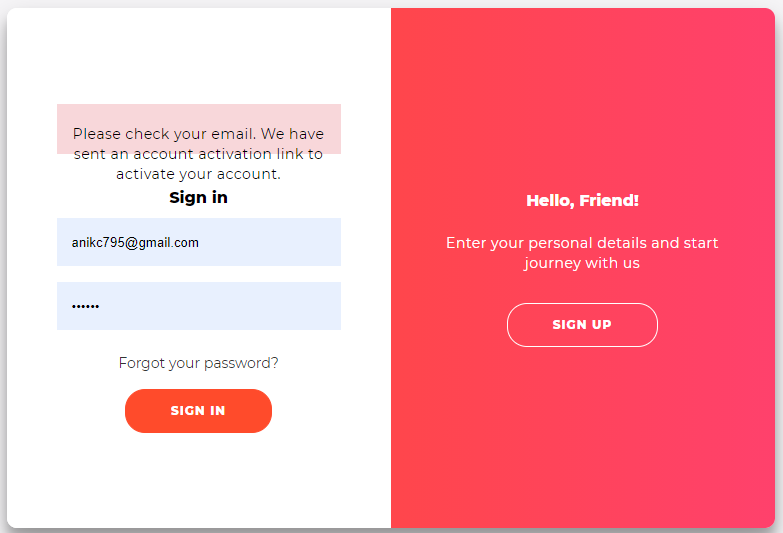 Please check your email. We have
sent an account activation link to
activate your account.
Sign in
anikc795@gmail.com
••••••
Forgot your password?
SIGN IN
Hello, Friend!
Enter your personal details and start
journey with us
SIGN UP